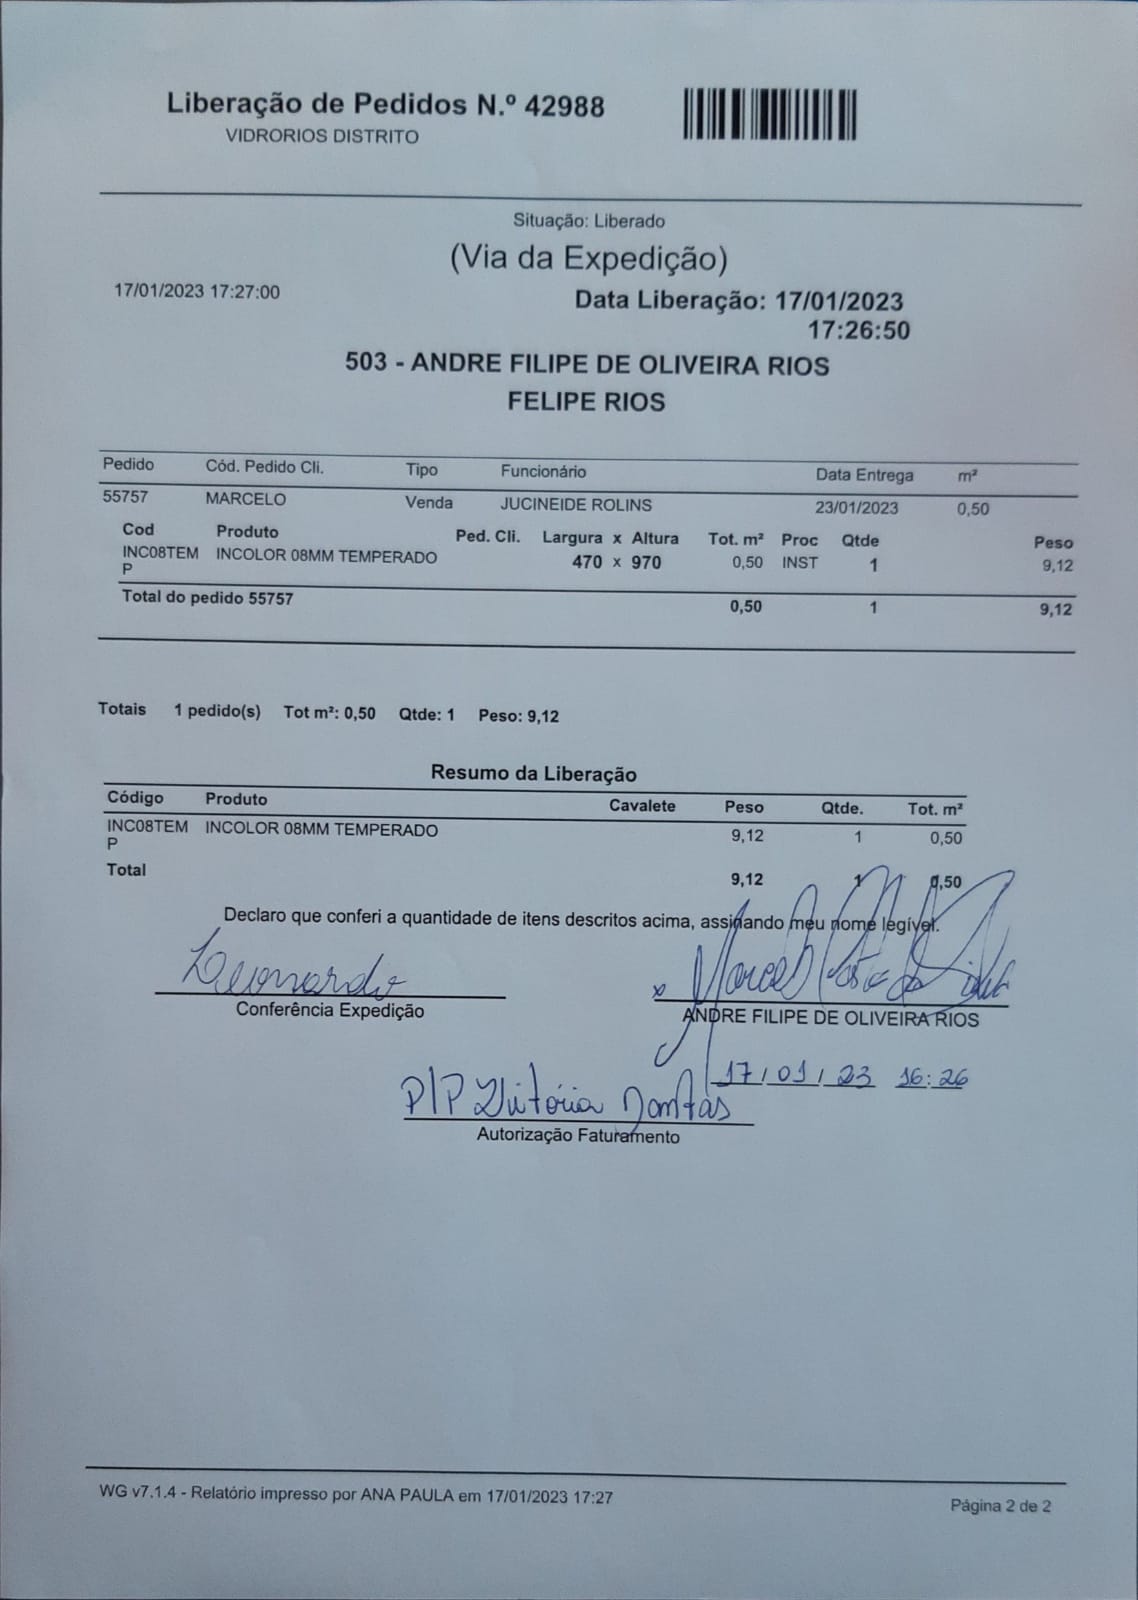 Liberação de Pedidos N.º 42988
VIDRORIOS DISTRITO
Situação: Liberado
(Via da Expedição)
17/01/2023 17:27:00
Data Liberação: 17/01/2023
17:26:50
503 - ANDRE FILIPE DE OLIVEIRA RIOS
FELIPE RIOS
Pedido Cód. Pedido Cli. Tipo Funcionário Data Entrega m²
55757 MARCELO Venda JUCINEIDE ROLINS 23/01/2023 0,50
Cod Produto Ped. Cli. Largura x Altura Tot. m² Proc Qtde Peso
INC08TEM INCOLOR 08MM TEMPERADO 470 x 970 0,50 INST 1 9,12
P
Total do pedido 55757 0,50 1 9,12
Totais 1 pedido(s) Tot m²: 0,50 Qtde: 1 Peso: 9,12
Resumo da Liberação
Código Produto Cavalete Peso Qtde. Tot. m²
INC08TEM INCOLOR 08MM TEMPERADO 9,12 1 0,50
P
Total 9,12 1 0,50
Declaro que conferi a quantidade de itens descritos acima, assinando meu nome legível.
Leonardo
Conferência Expedição
x Marcelo Costa da Silva
ANDRE FILIPE DE OLIVEIRA RIOS
17/01/23 16:26
P/P Vitória Dantas
Autorização Faturamento
WG v7.1.4 - Relatório impresso por ANA PAULA em 17/01/2023 17:27
Página 2 de 2